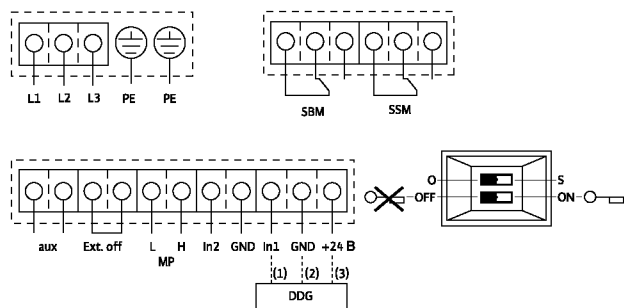 L1 L2 L3 PE PE
SBM SSM
O S
OFF ON
aux Ext. off L H In2 GND In1 GND +24 В
MP
(1) (2) (3)
DDG